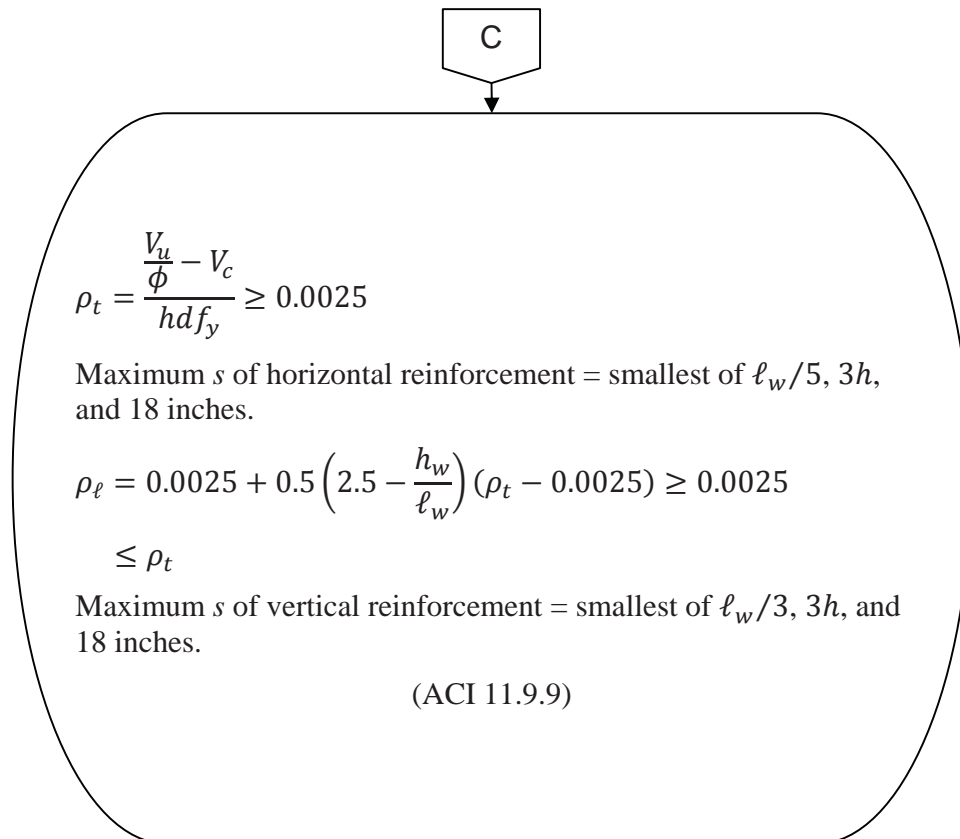 C
ρ_t = (V_u/ϕ − V_c)/(hdf_y) ≥ 0.0025
Maximum s of horizontal reinforcement = smallest of ℓ_w/5, 3h,
and 18 inches.
ρ_ℓ = 0.0025 + 0.5 (2.5 − h_w/ℓ_w) (ρ_t − 0.0025) ≥ 0.0025
≤ ρ_t
Maximum s of vertical reinforcement = smallest of ℓ_w/3, 3h, and
18 inches.
(ACI 11.9.9)